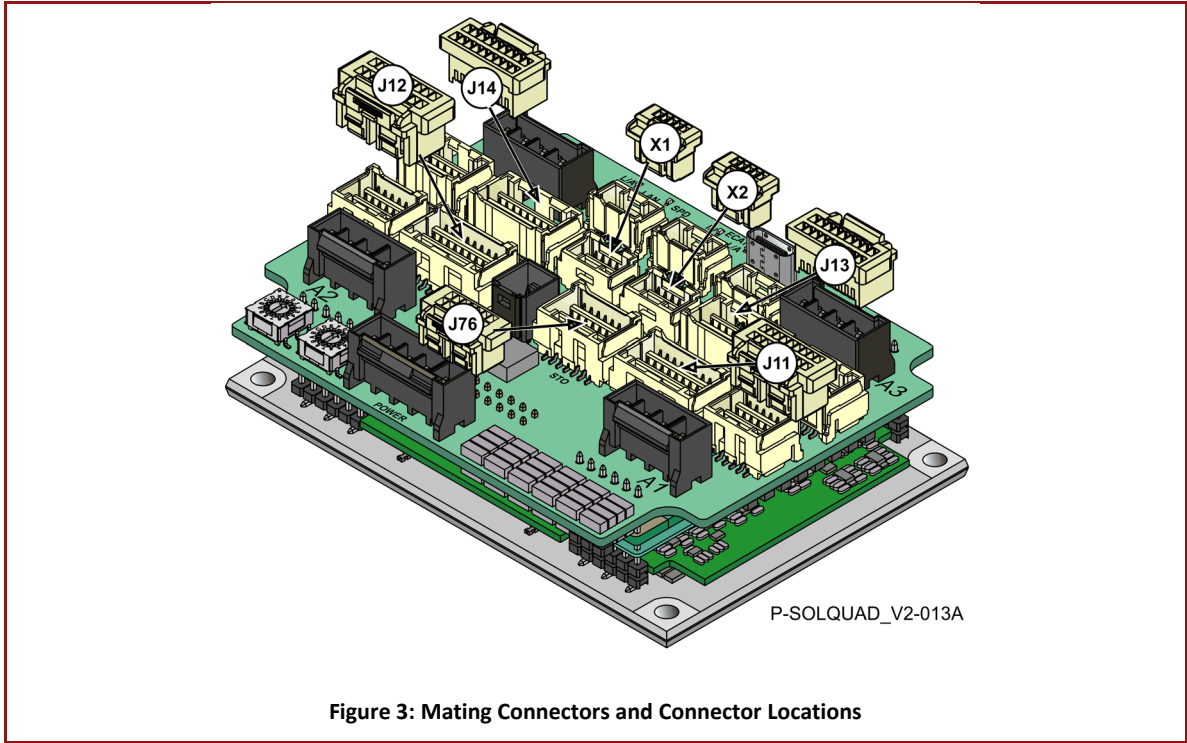 J12
J14
X1
X2
J13
J76
J11
SPD
A2
A3
STO
POWER
A1
P-SOLQUAD_V2-013A
Figure 3: Mating Connectors and Connector Locations